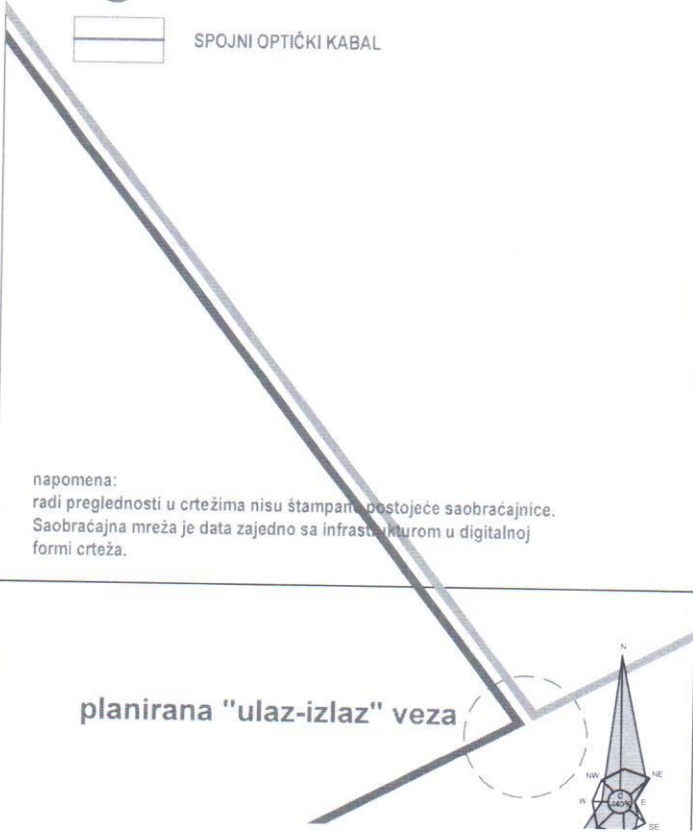 SPOJNI OPTIČKI KABAL
napomena:
radi preglednosti u crtežima nisu štampane postojeće saobraćajnice.
Saobraćajna mreža je data zajedno sa infrastrukturom u digitalnoj
formi crteža.
planirana "ulaz-izlaz" veza
N
NW NE
W C E
SE